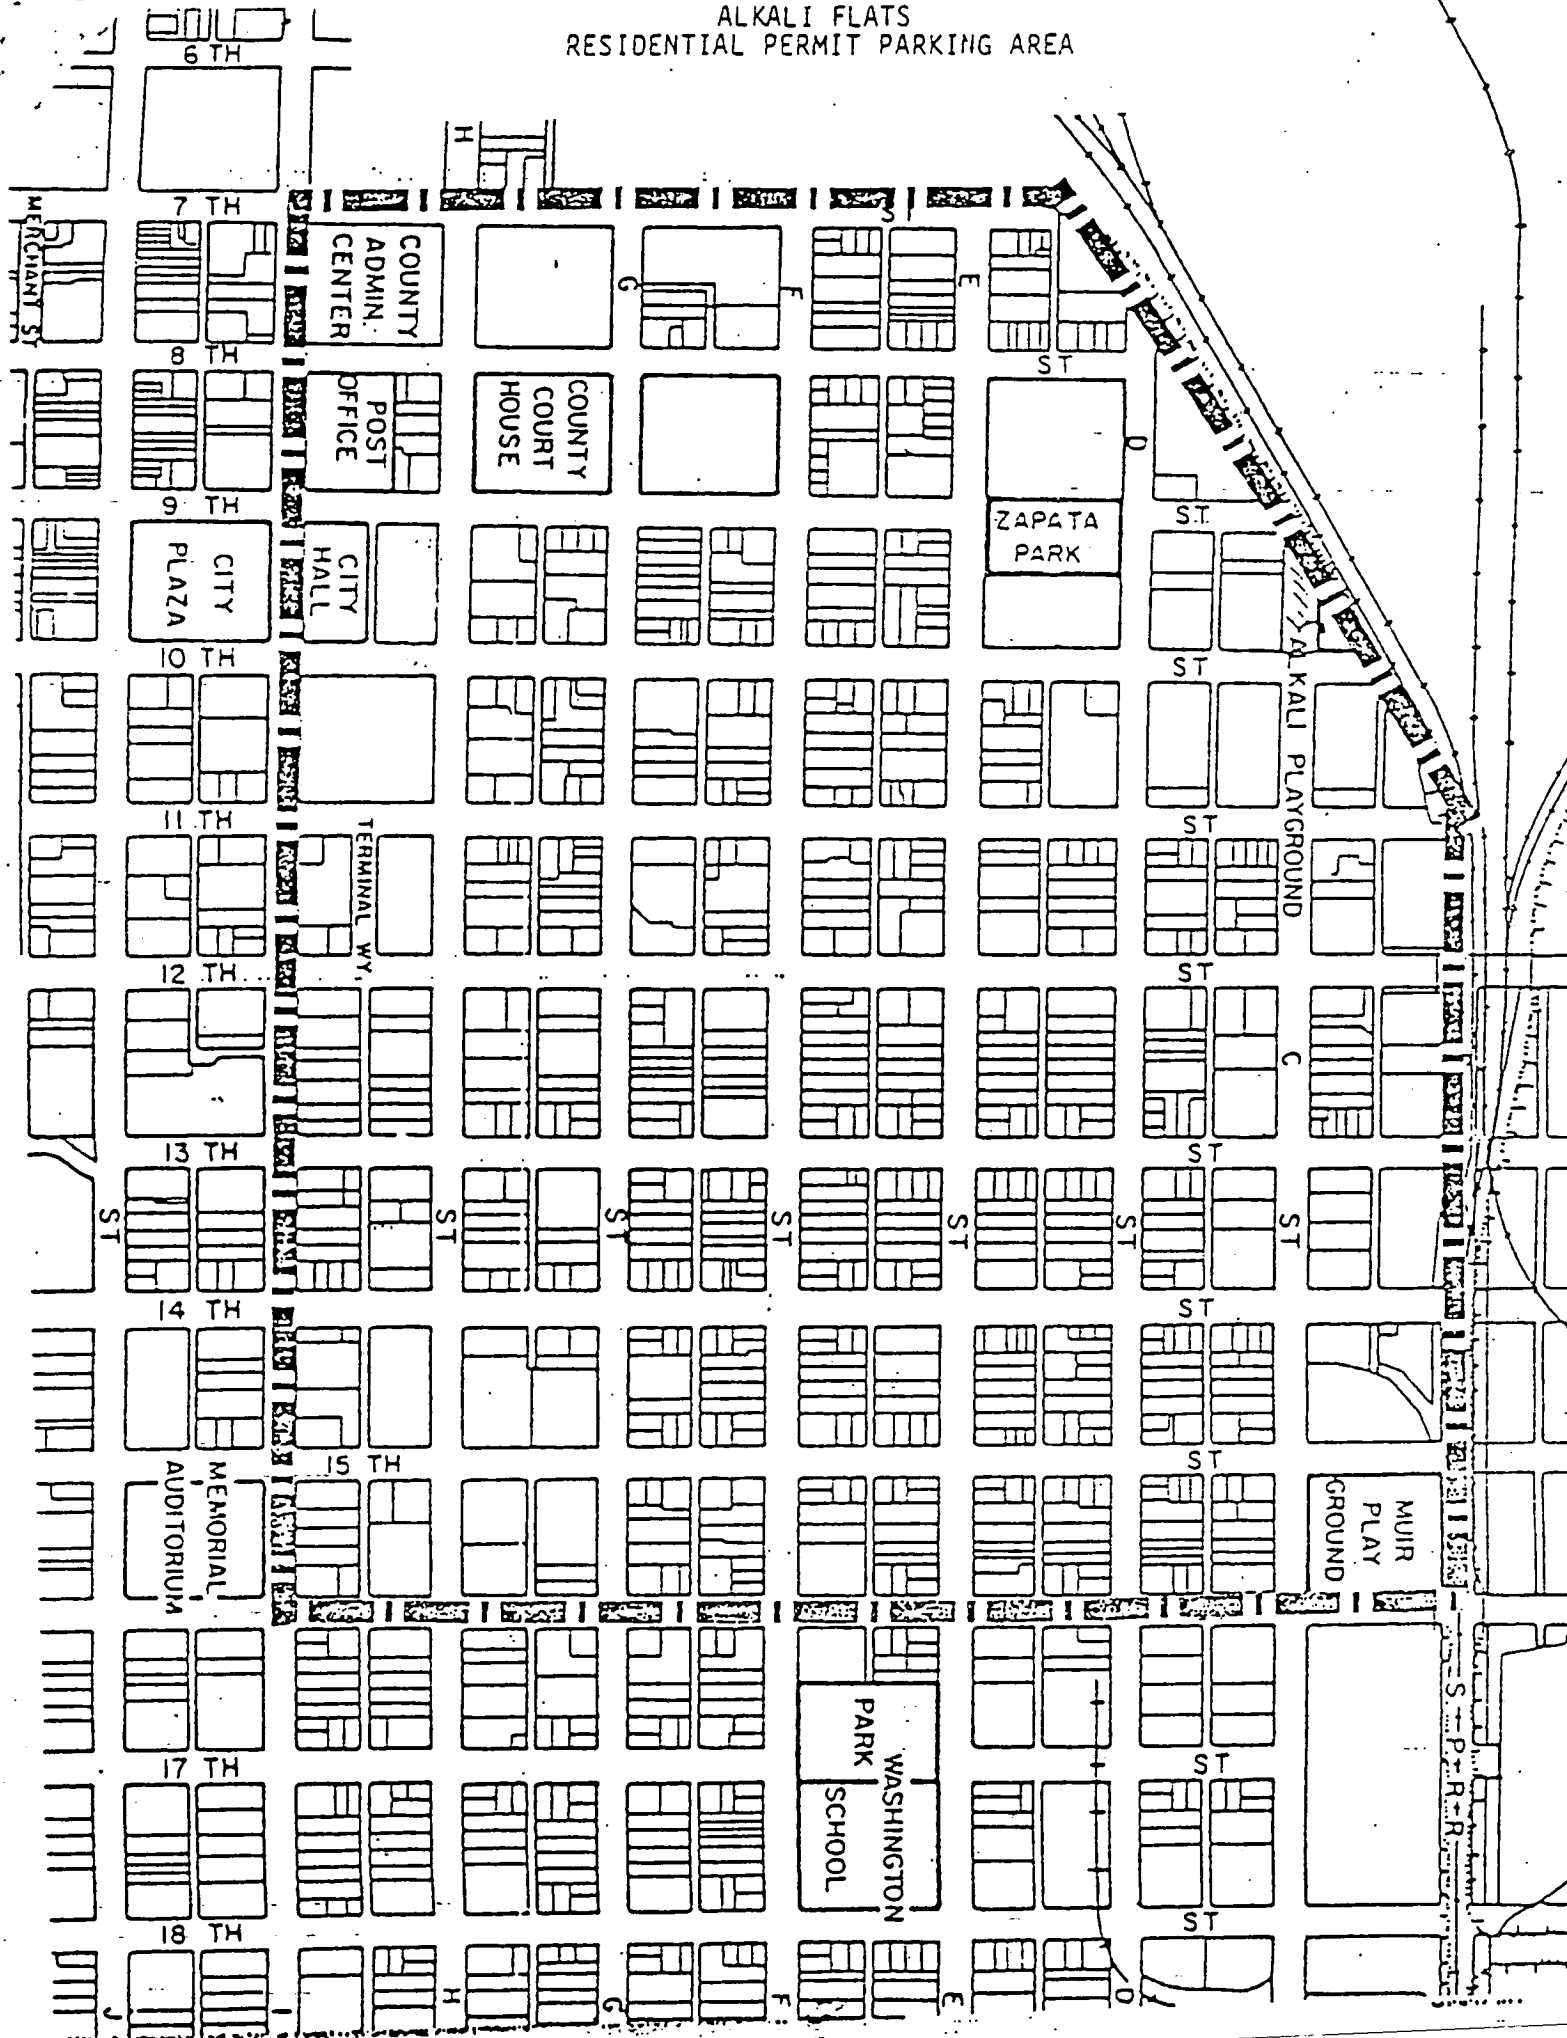 ALKALI FLATS
RESIDENTIAL PERMIT PARKING AREA
6 TH
H
7 TH
ST
MERCHANT ST
COUNTY
ADMIN.
CENTER
G
F
E
8 TH
ST
POST
OFFICE
COUNTY
COURT
HOUSE
D
9 TH
ST.
CITY
PLAZA
CITY
HALL
ZAPATA
PARK
10 TH
ST
ALKALI PLAYGROUND
11 TH
ST
TERMINAL WY.
12 TH
ST
C
13 TH
ST
ST
ST
ST
ST
ST
ST
ST
14 TH
ST
15 TH
ST
MEMORIAL
AUDITORIUM
MUIR
PLAY
GROUND
WASHINGTON
PARK
SCHOOL
S-P-R-R
17 TH
ST
18 TH
ST
J
I
H
G
F
E
D